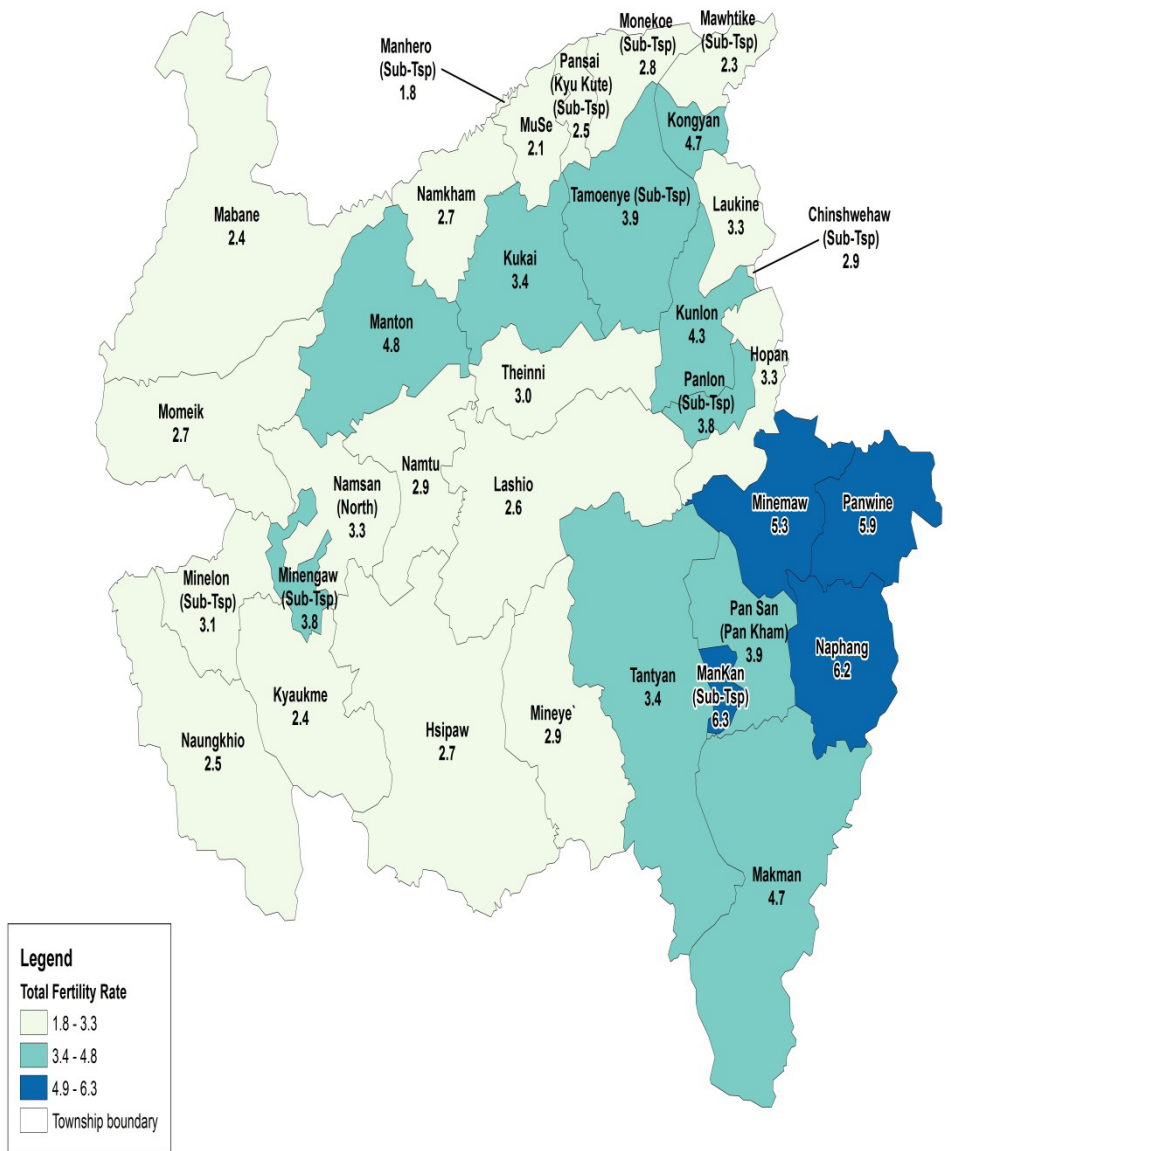 Monekoe
(Sub-Tsp)
2.8
Mawhtike
(Sub-Tsp)
2.3
Manhero
(Sub-Tsp)
1.8
Pansai
(Kyu Kute)
(Sub-Tsp)
2.5
MuSe
2.1
Kongyan
4.7
Namkham
2.7
Tamoenye (Sub-Tsp)
3.9
Laukine
3.3
Mabane
2.4
Chinshwehaw
(Sub-Tsp)
2.9
Kukai
3.4
Manton
4.8
Kunlon
4.3
Hopan
3.3
Theinni
3.0
Panlon
(Sub-Tsp)
3.8
Momeik
2.7
Namtu
2.9
Namsan
(North)
3.3
Lashio
2.6
Minemaw
5.3
Panwine
5.9
Minelon
(Sub-Tsp)
3.1
Minengaw
(Sub-Tsp)
3.8
Pan San
(Pan Kham)
3.9
Naphang
6.2
Tantyan
3.4
ManKan
(Sub-Tsp)
6.3
Kyaukme
2.4
Mineye`
2.9
Hsipaw
2.7
Naungkhio
2.5
Makman
4.7
Legend
Total Fertility Rate
1.8 - 3.3
3.4 - 4.8
4.9 - 6.3
Township boundary